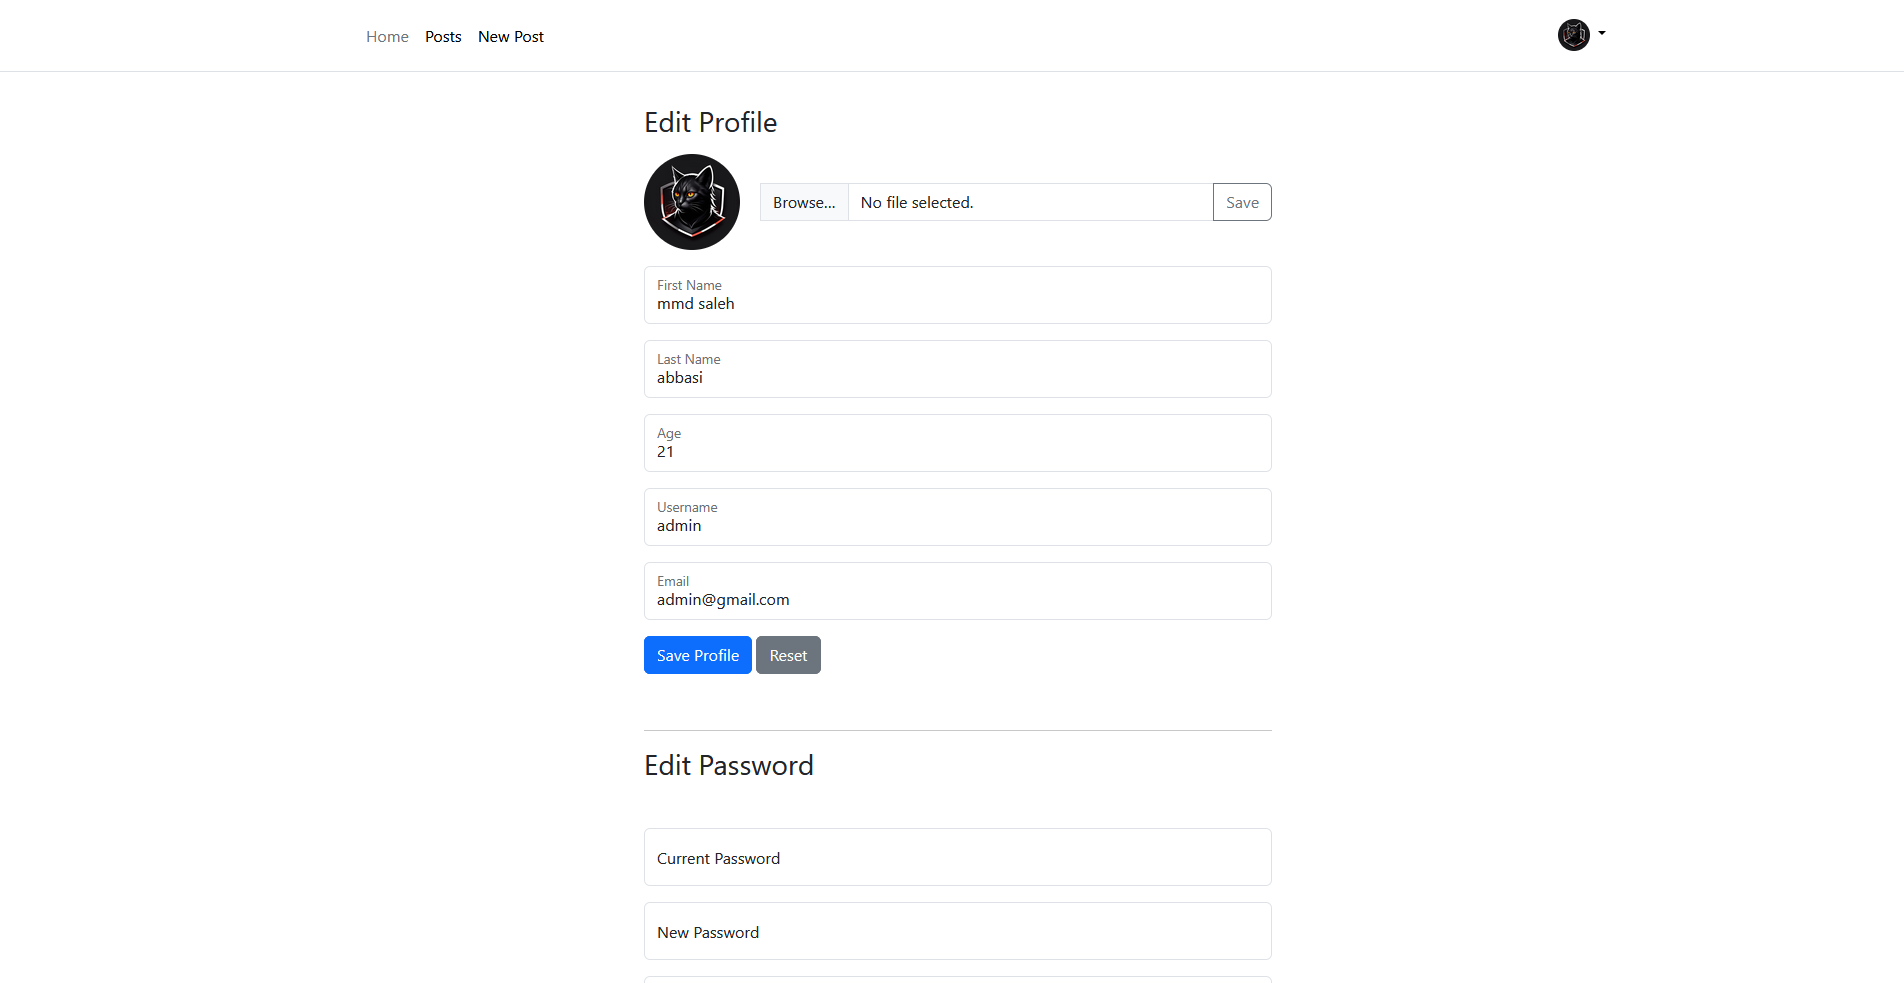 Home Posts New Post
Edit Profile
Browse... No file selected. Save
First Name
mmd saleh
Last Name
abbasi
Age
21
Username
admin
Email
admin@gmail.com
Save Profile Reset
Edit Password
Current Password
New Password